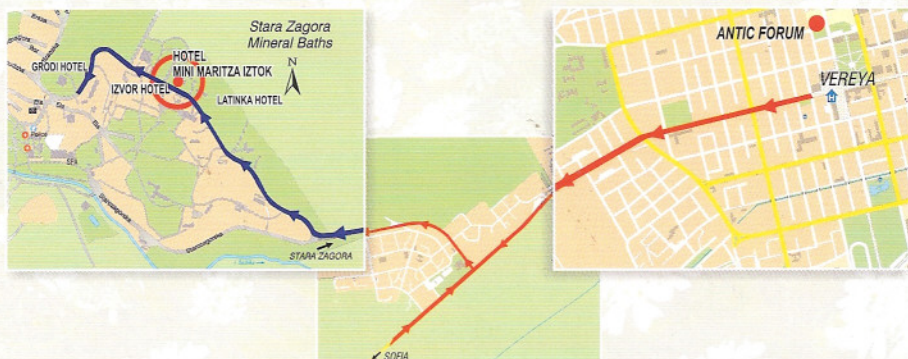 Stara Zagora
Mineral Baths
N
HOTEL
MINI MARITZA IZTOK
GRODI HOTEL
IZVOR HOTEL
LATINKA HOTEL
STARA ZAGORA
ANTIC FORUM
VEREYA
H
SOFIA